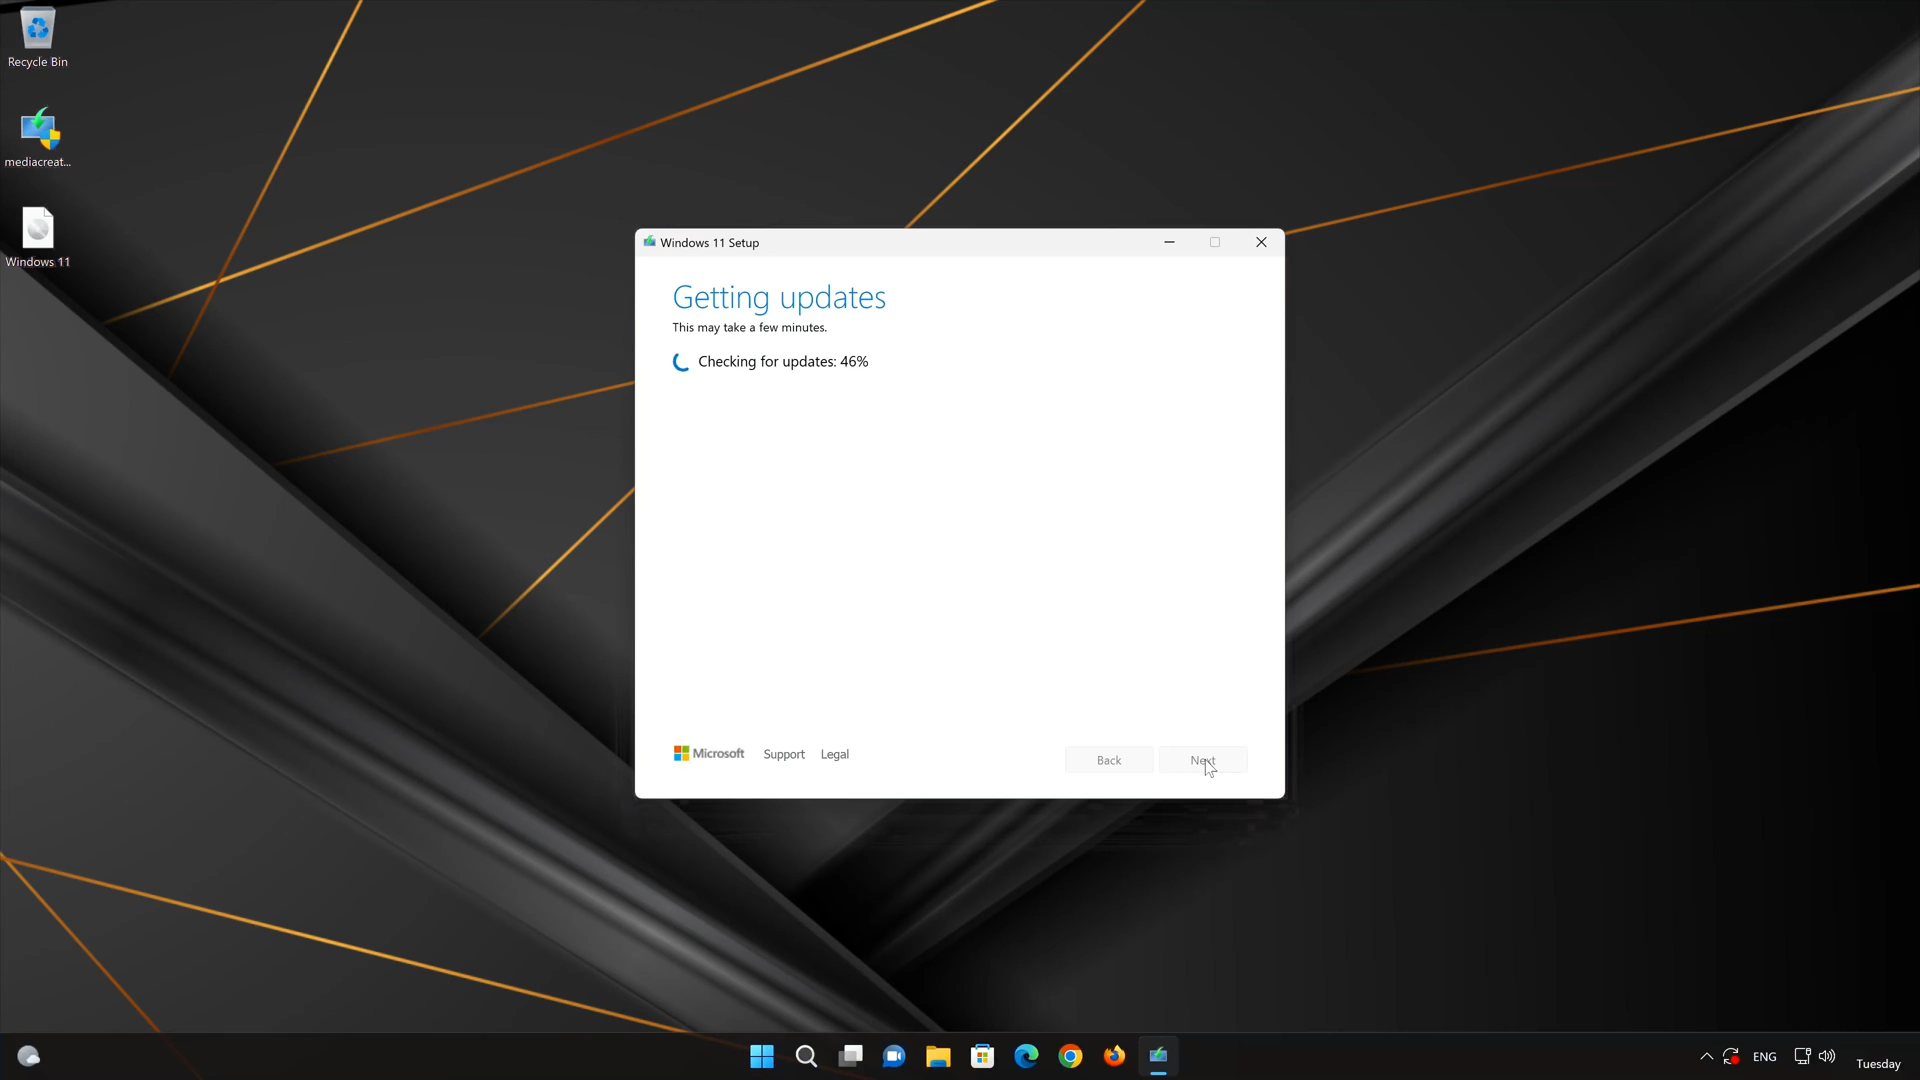 Recycle Bin
mediacreat...
Windows 11
Windows 11 Setup
Getting updates
This may take a few minutes.
Checking for updates: 46%
Microsoft Support Legal
Back Next
ENG
Tuesday